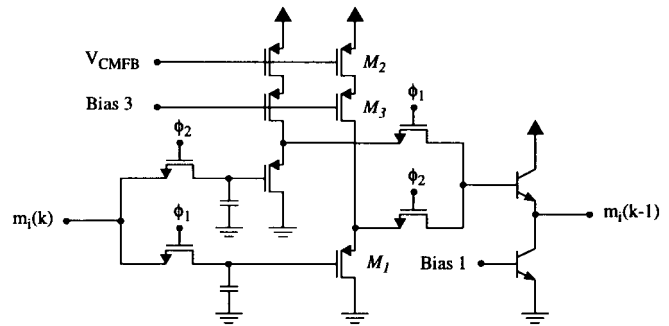 V_CMFB
M_2
Bias 3
M_3
ϕ_1
ϕ_2
m_i(k)
ϕ_1
ϕ_2
m_i(k-1)
M_1
Bias 1